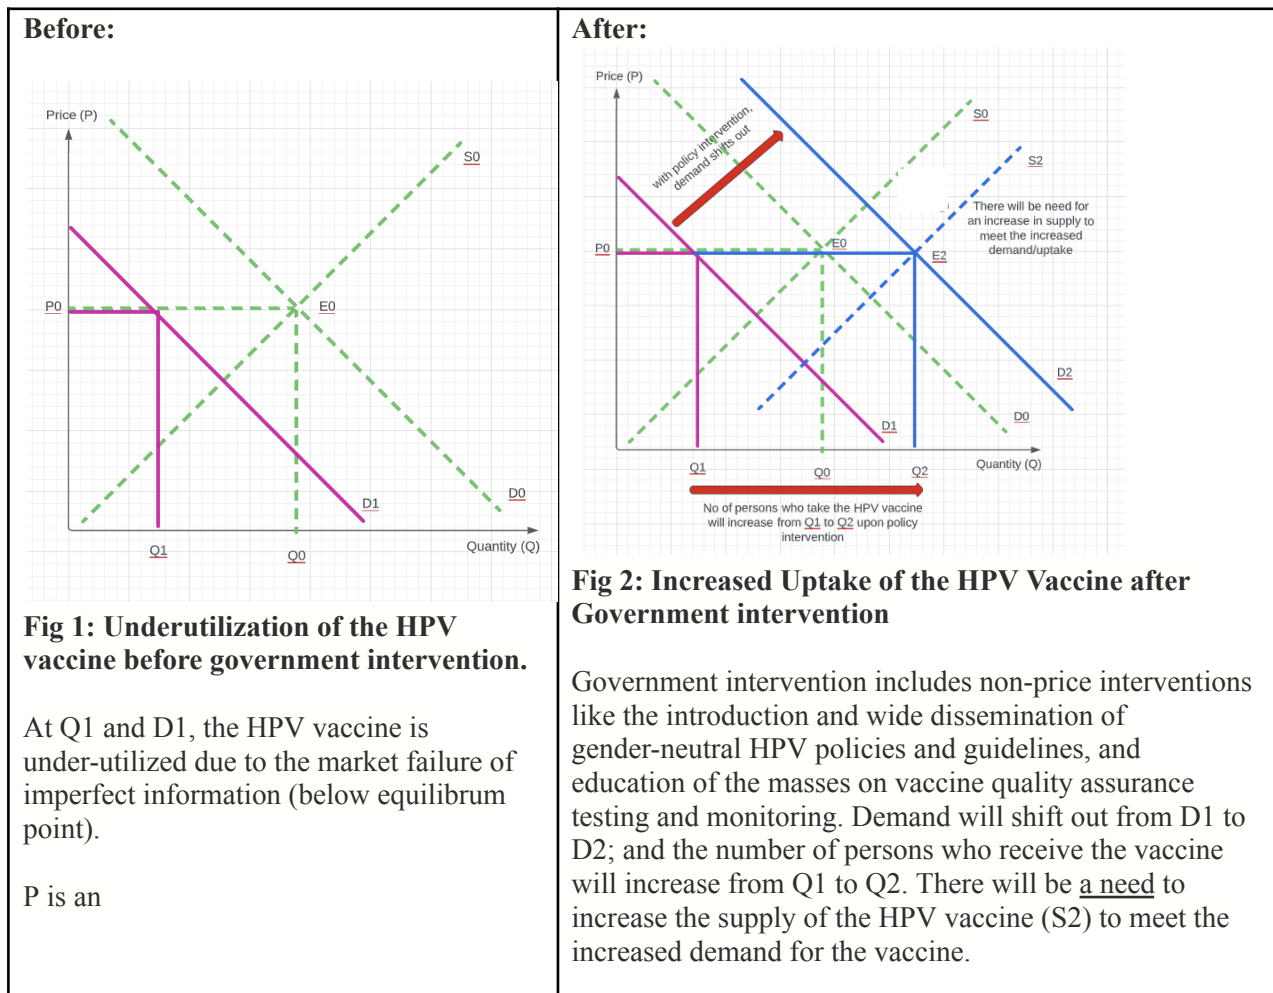 Before:
Price (P)
S0
P0
E0
D1
D0
Q1
Q0
Quantity (Q)
Fig 1: Underutilization of the HPV
vaccine before government intervention.
At Q1 and D1, the HPV vaccine is
under-utilized due to the market failure of
imperfect information (below equilibrum
point).
P is an
After:
Price (P)
with policy intervention,
demand shifts out
S0
S2
There will be need for
an increase in supply to
meet the increased
demand/uptake
P0
E0
E2
D2
D1
D0
Q1
Q0
Q2
Quantity (Q)
No of persons who take the HPV vaccine
will increase from Q1 to Q2 upon policy
intervention
Fig 2: Increased Uptake of the HPV Vaccine after
Government intervention
Government intervention includes non-price interventions
like the introduction and wide dissemination of
gender-neutral HPV policies and guidelines, and
education of the masses on vaccine quality assurance
testing and monitoring. Demand will shift out from D1 to
D2; and the number of persons who receive the vaccine
will increase from Q1 to Q2. There will be a need to
increase the supply of the HPV vaccine (S2) to meet the
increased demand for the vaccine.